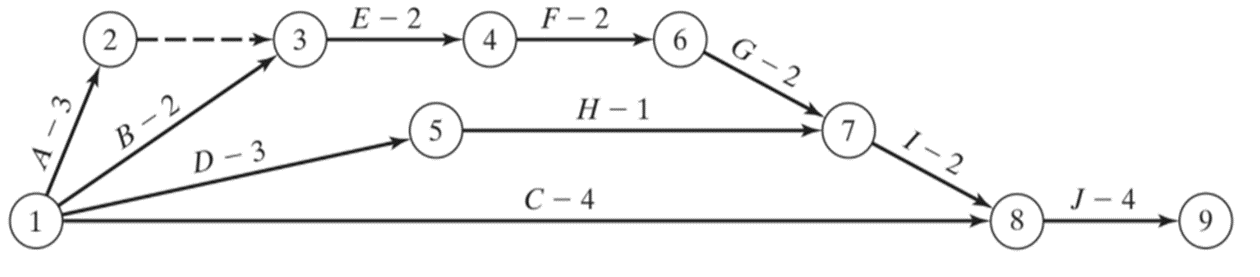 2
3
E – 2
4
F – 2
6
G – 2
A – 3
B – 2
D – 3
5
H – 1
7
I – 2
1
C – 4
8
J – 4
9